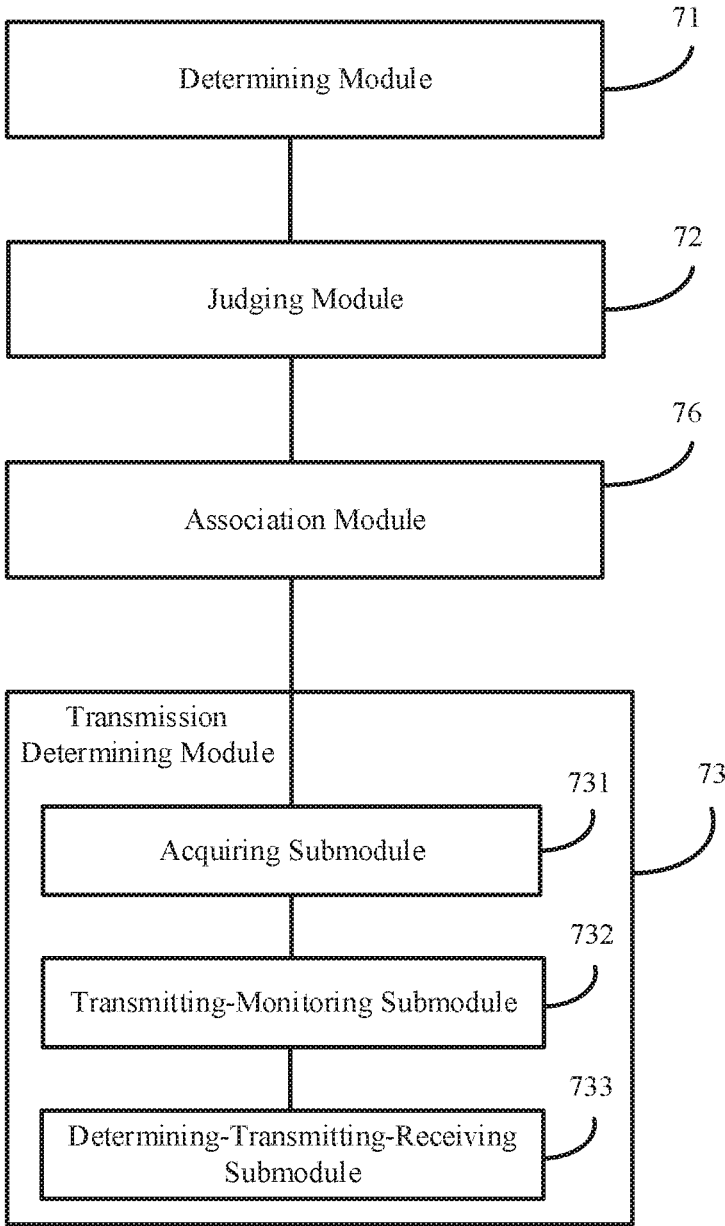 71
Determining Module
72
Judging Module
76
Association Module
Transmission
Determining Module
73
731
Acquiring Submodule
732
Transmitting-Monitoring Submodule
733
Determining-Transmitting-Receiving
Submodule